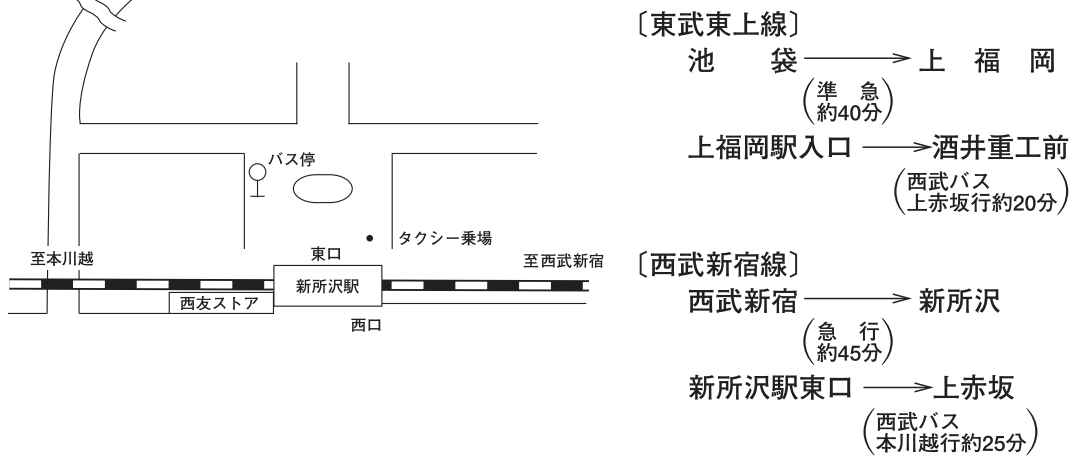 バス停
タクシー乗場
至本川越
東口
至西武新宿
新所沢駅
西友ストア
西口
〔東武東上線〕
池　袋→上福岡
(準　急
約40分)
上福岡駅入口→酒井重工前
(西武バス
上赤坂行約20分)
〔西武新宿線〕
西武新宿→新所沢
(急　行
約45分)
新所沢駅東口→上赤坂
(西武バス
本川越行約25分)